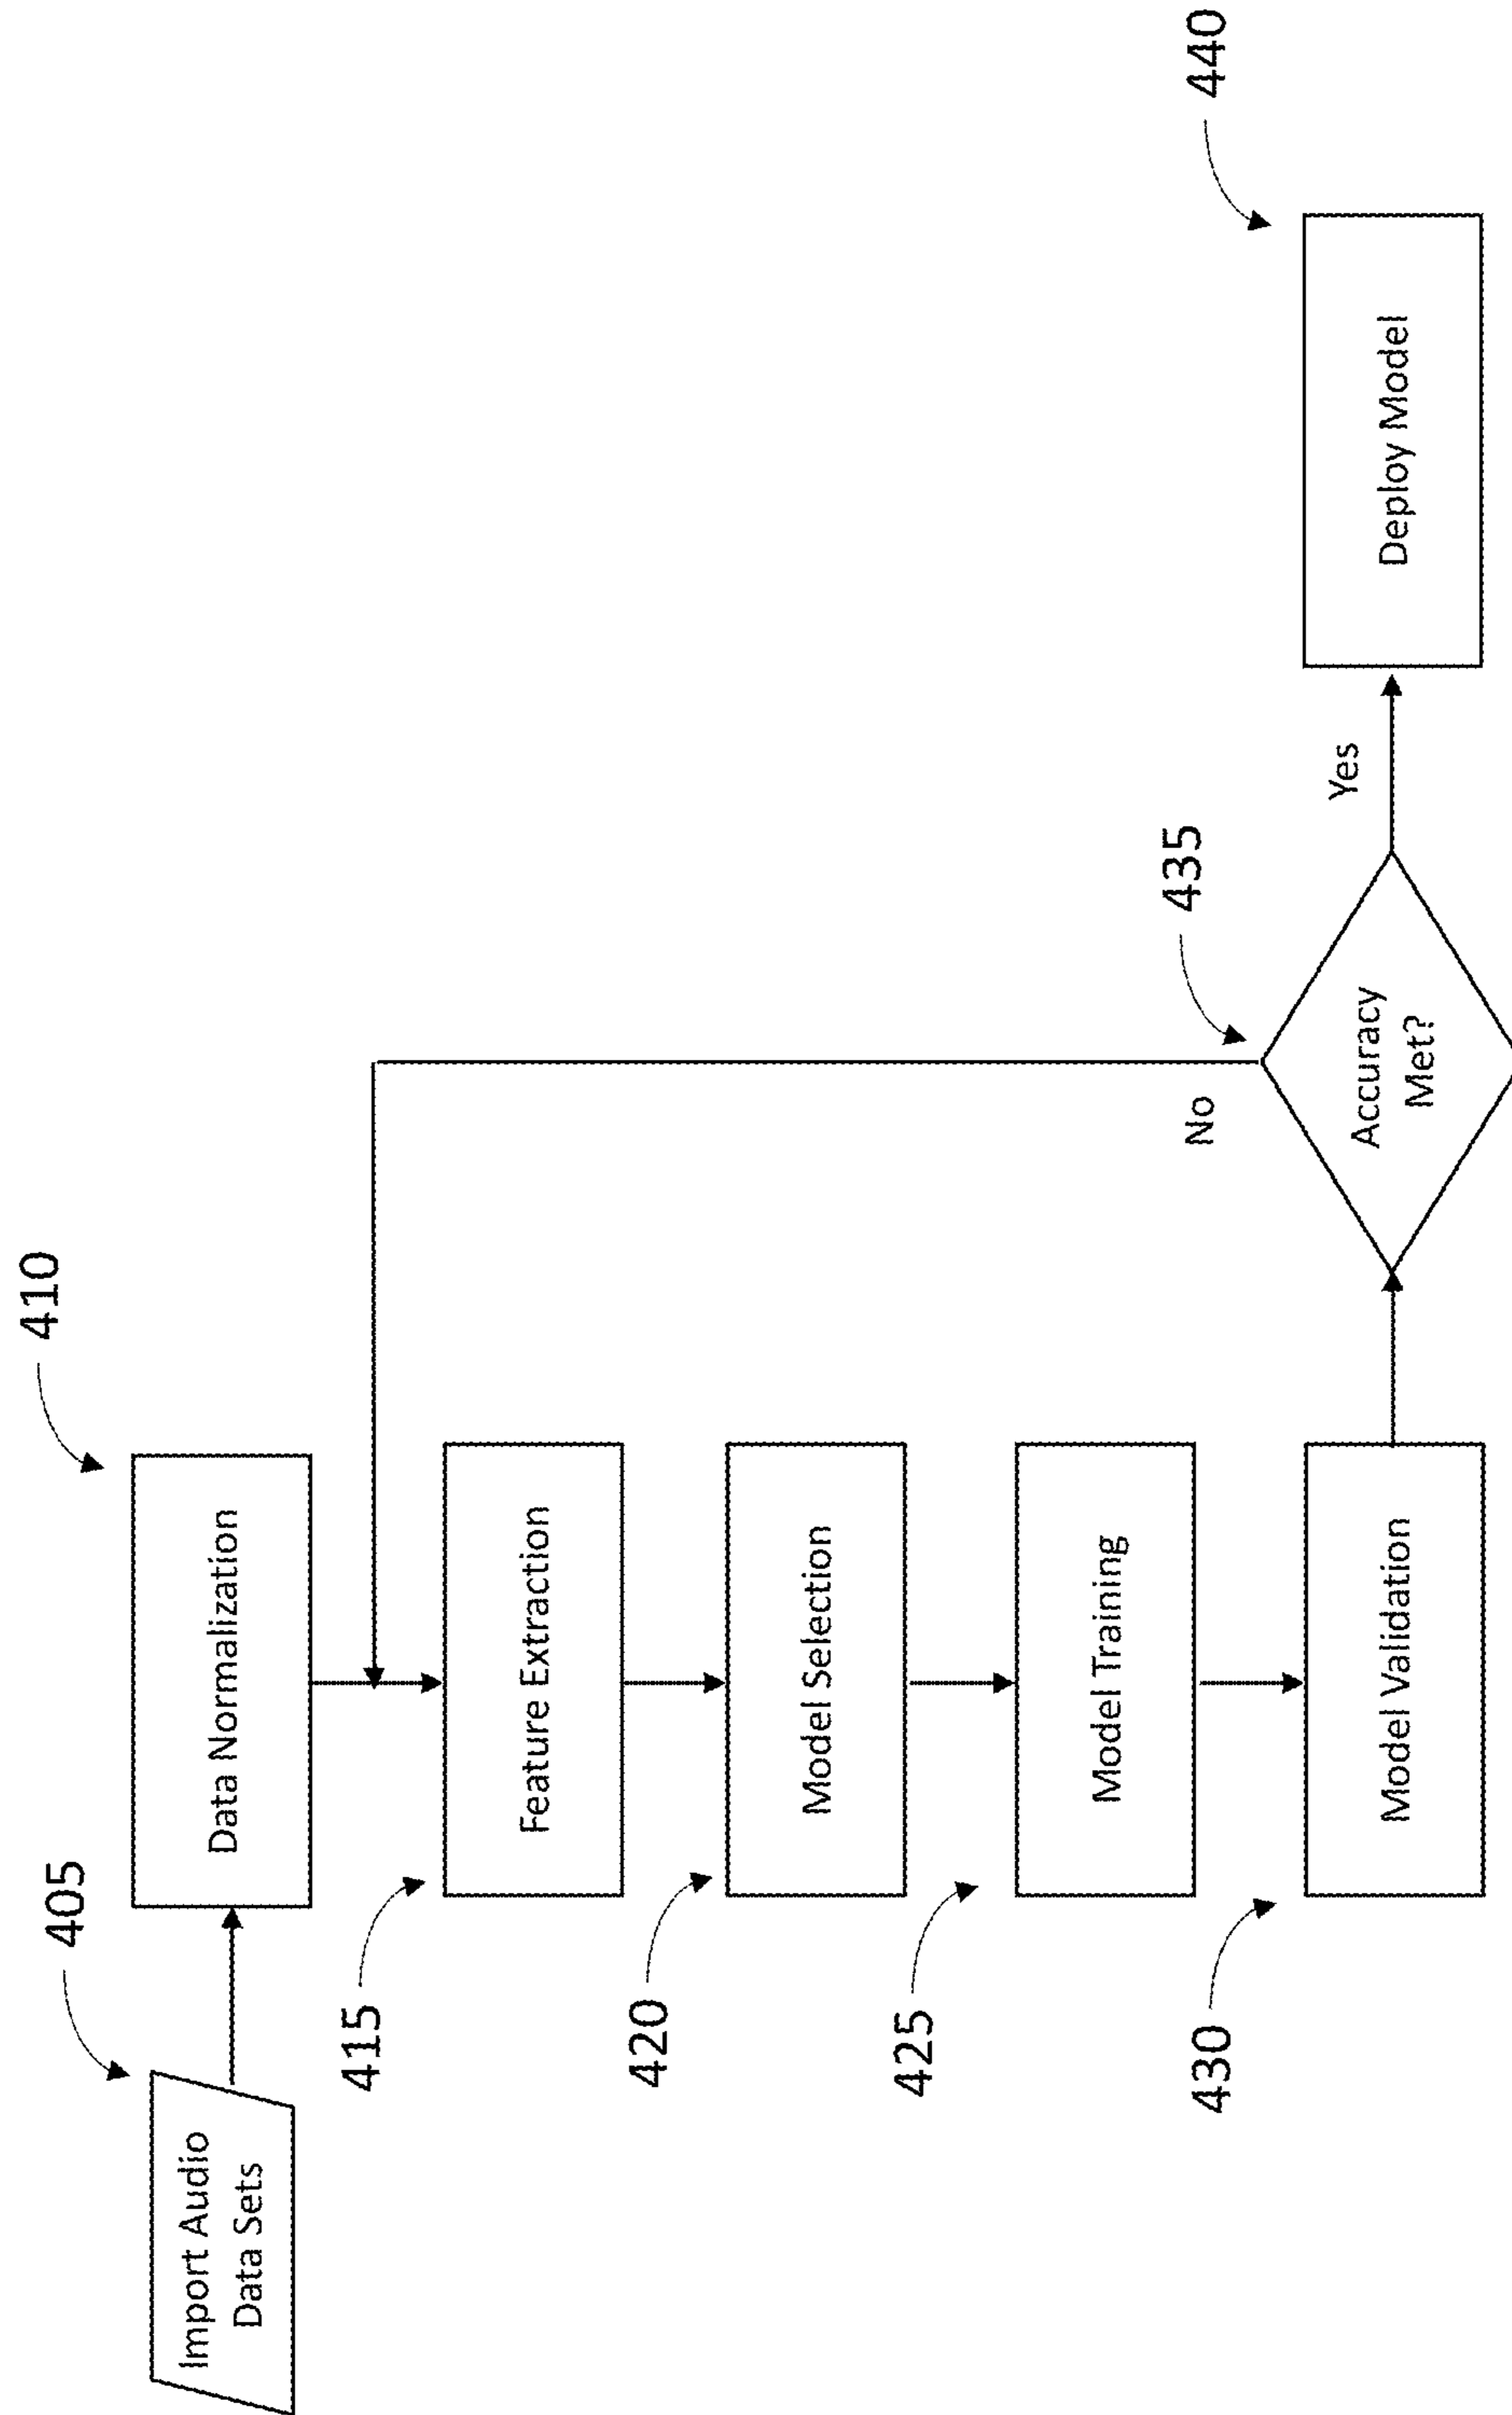 405
Import Audio
Data Sets
410
Data Normalization
415
Feature Extraction
420
Model Selection
425
Model Training
430
Model Validation
435
Accuracy
Met?
No
Yes
440
Deploy Model